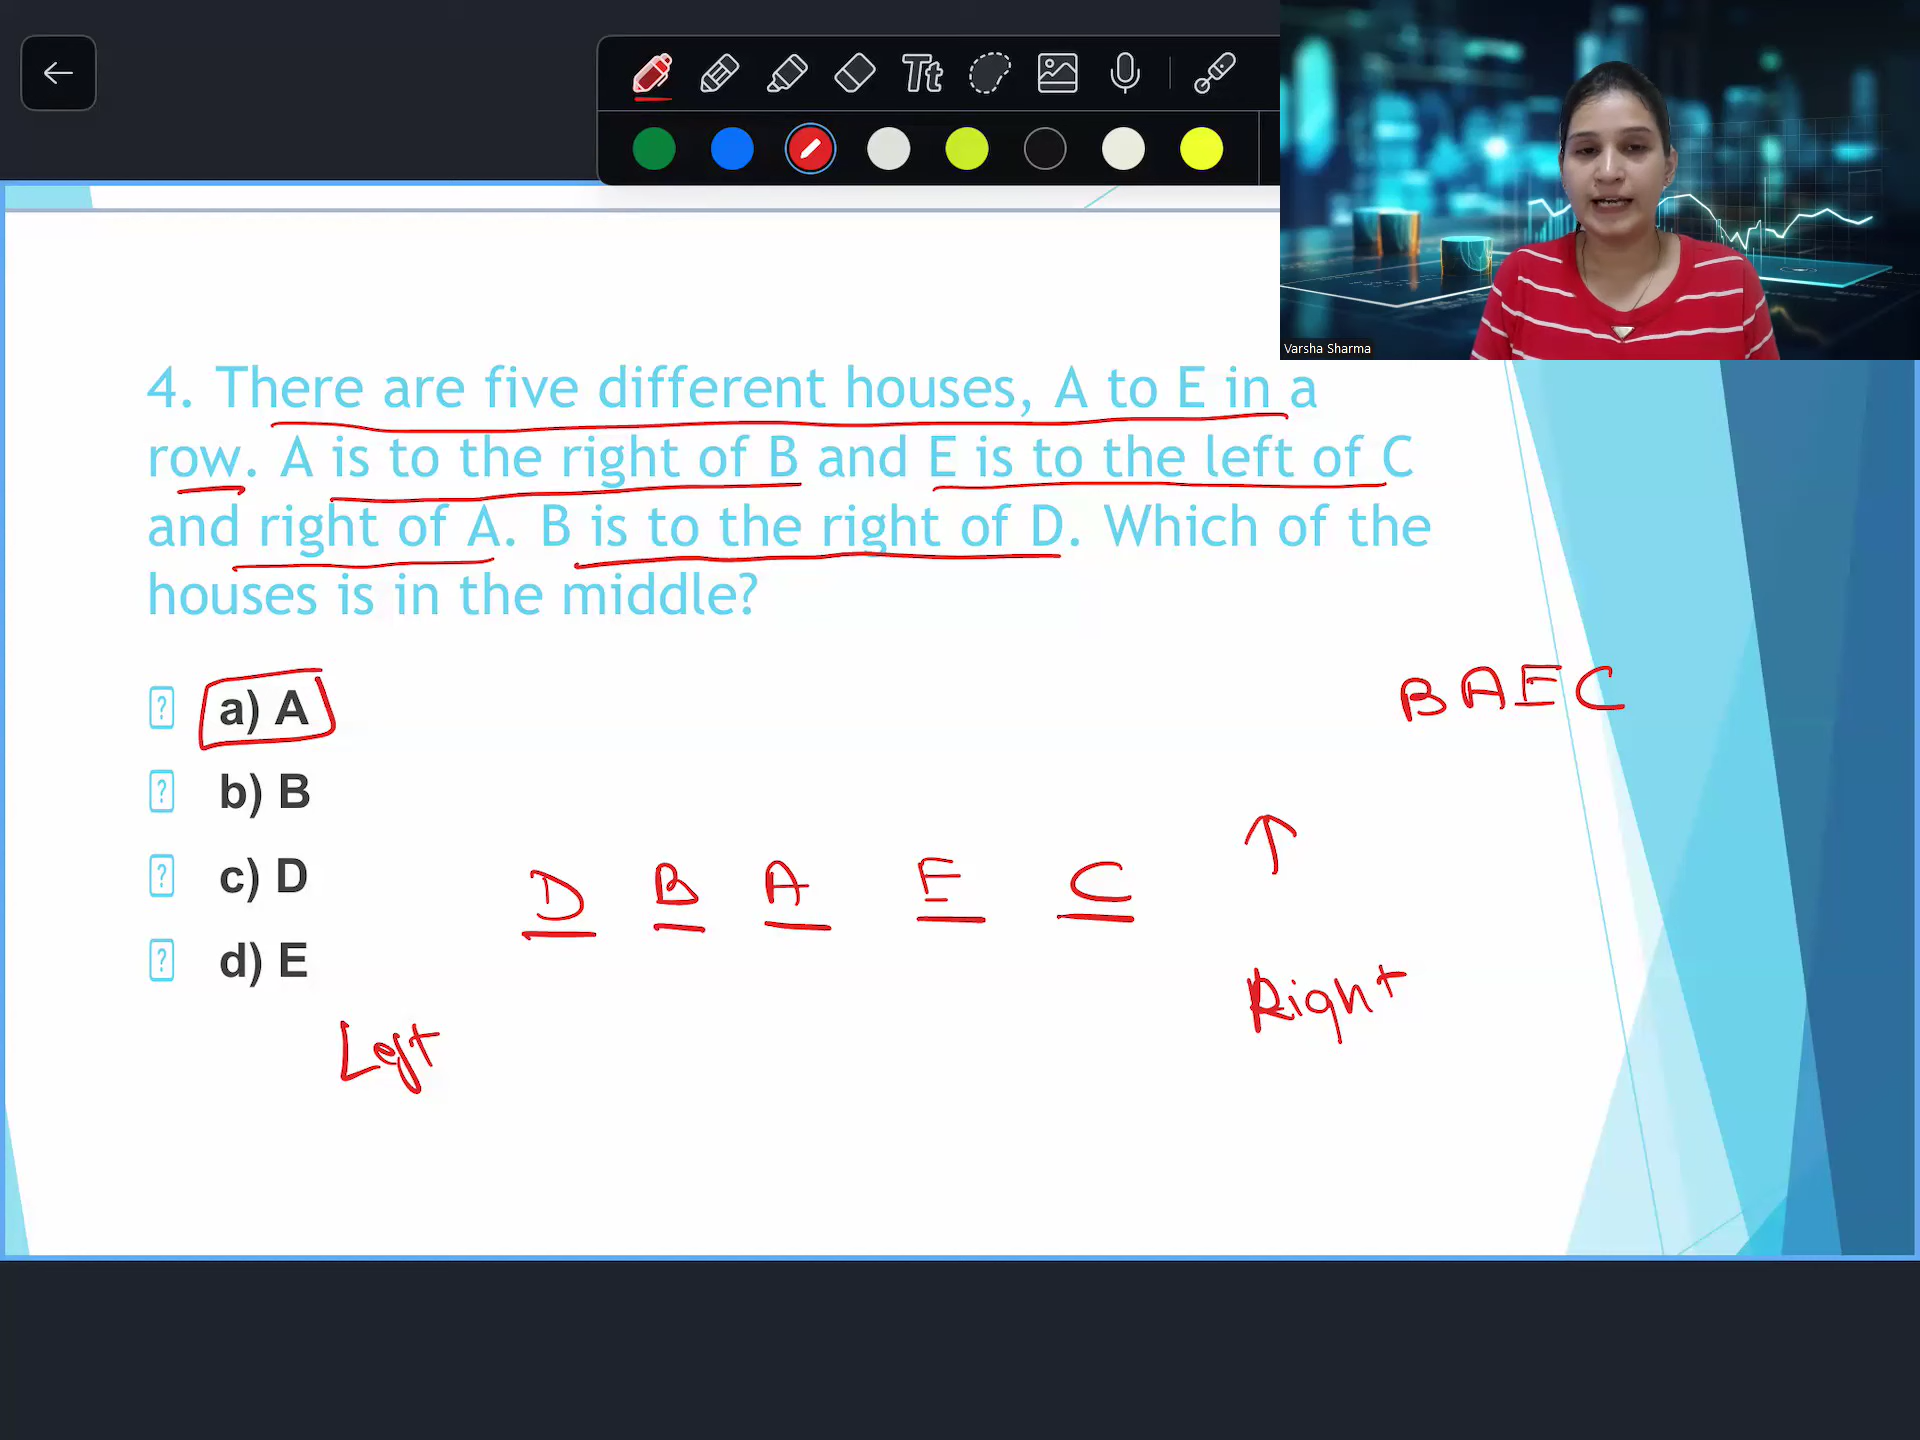 Tt
Varsha Sharma
4. There are five different houses, A to E in a
row. A is to the right of B and E is to the left of C
and right of A. B is to the right of D. Which of the
houses is in the middle?
a) A
b) B
c) D
d) E
B A E C
D B A E C
Right
Left